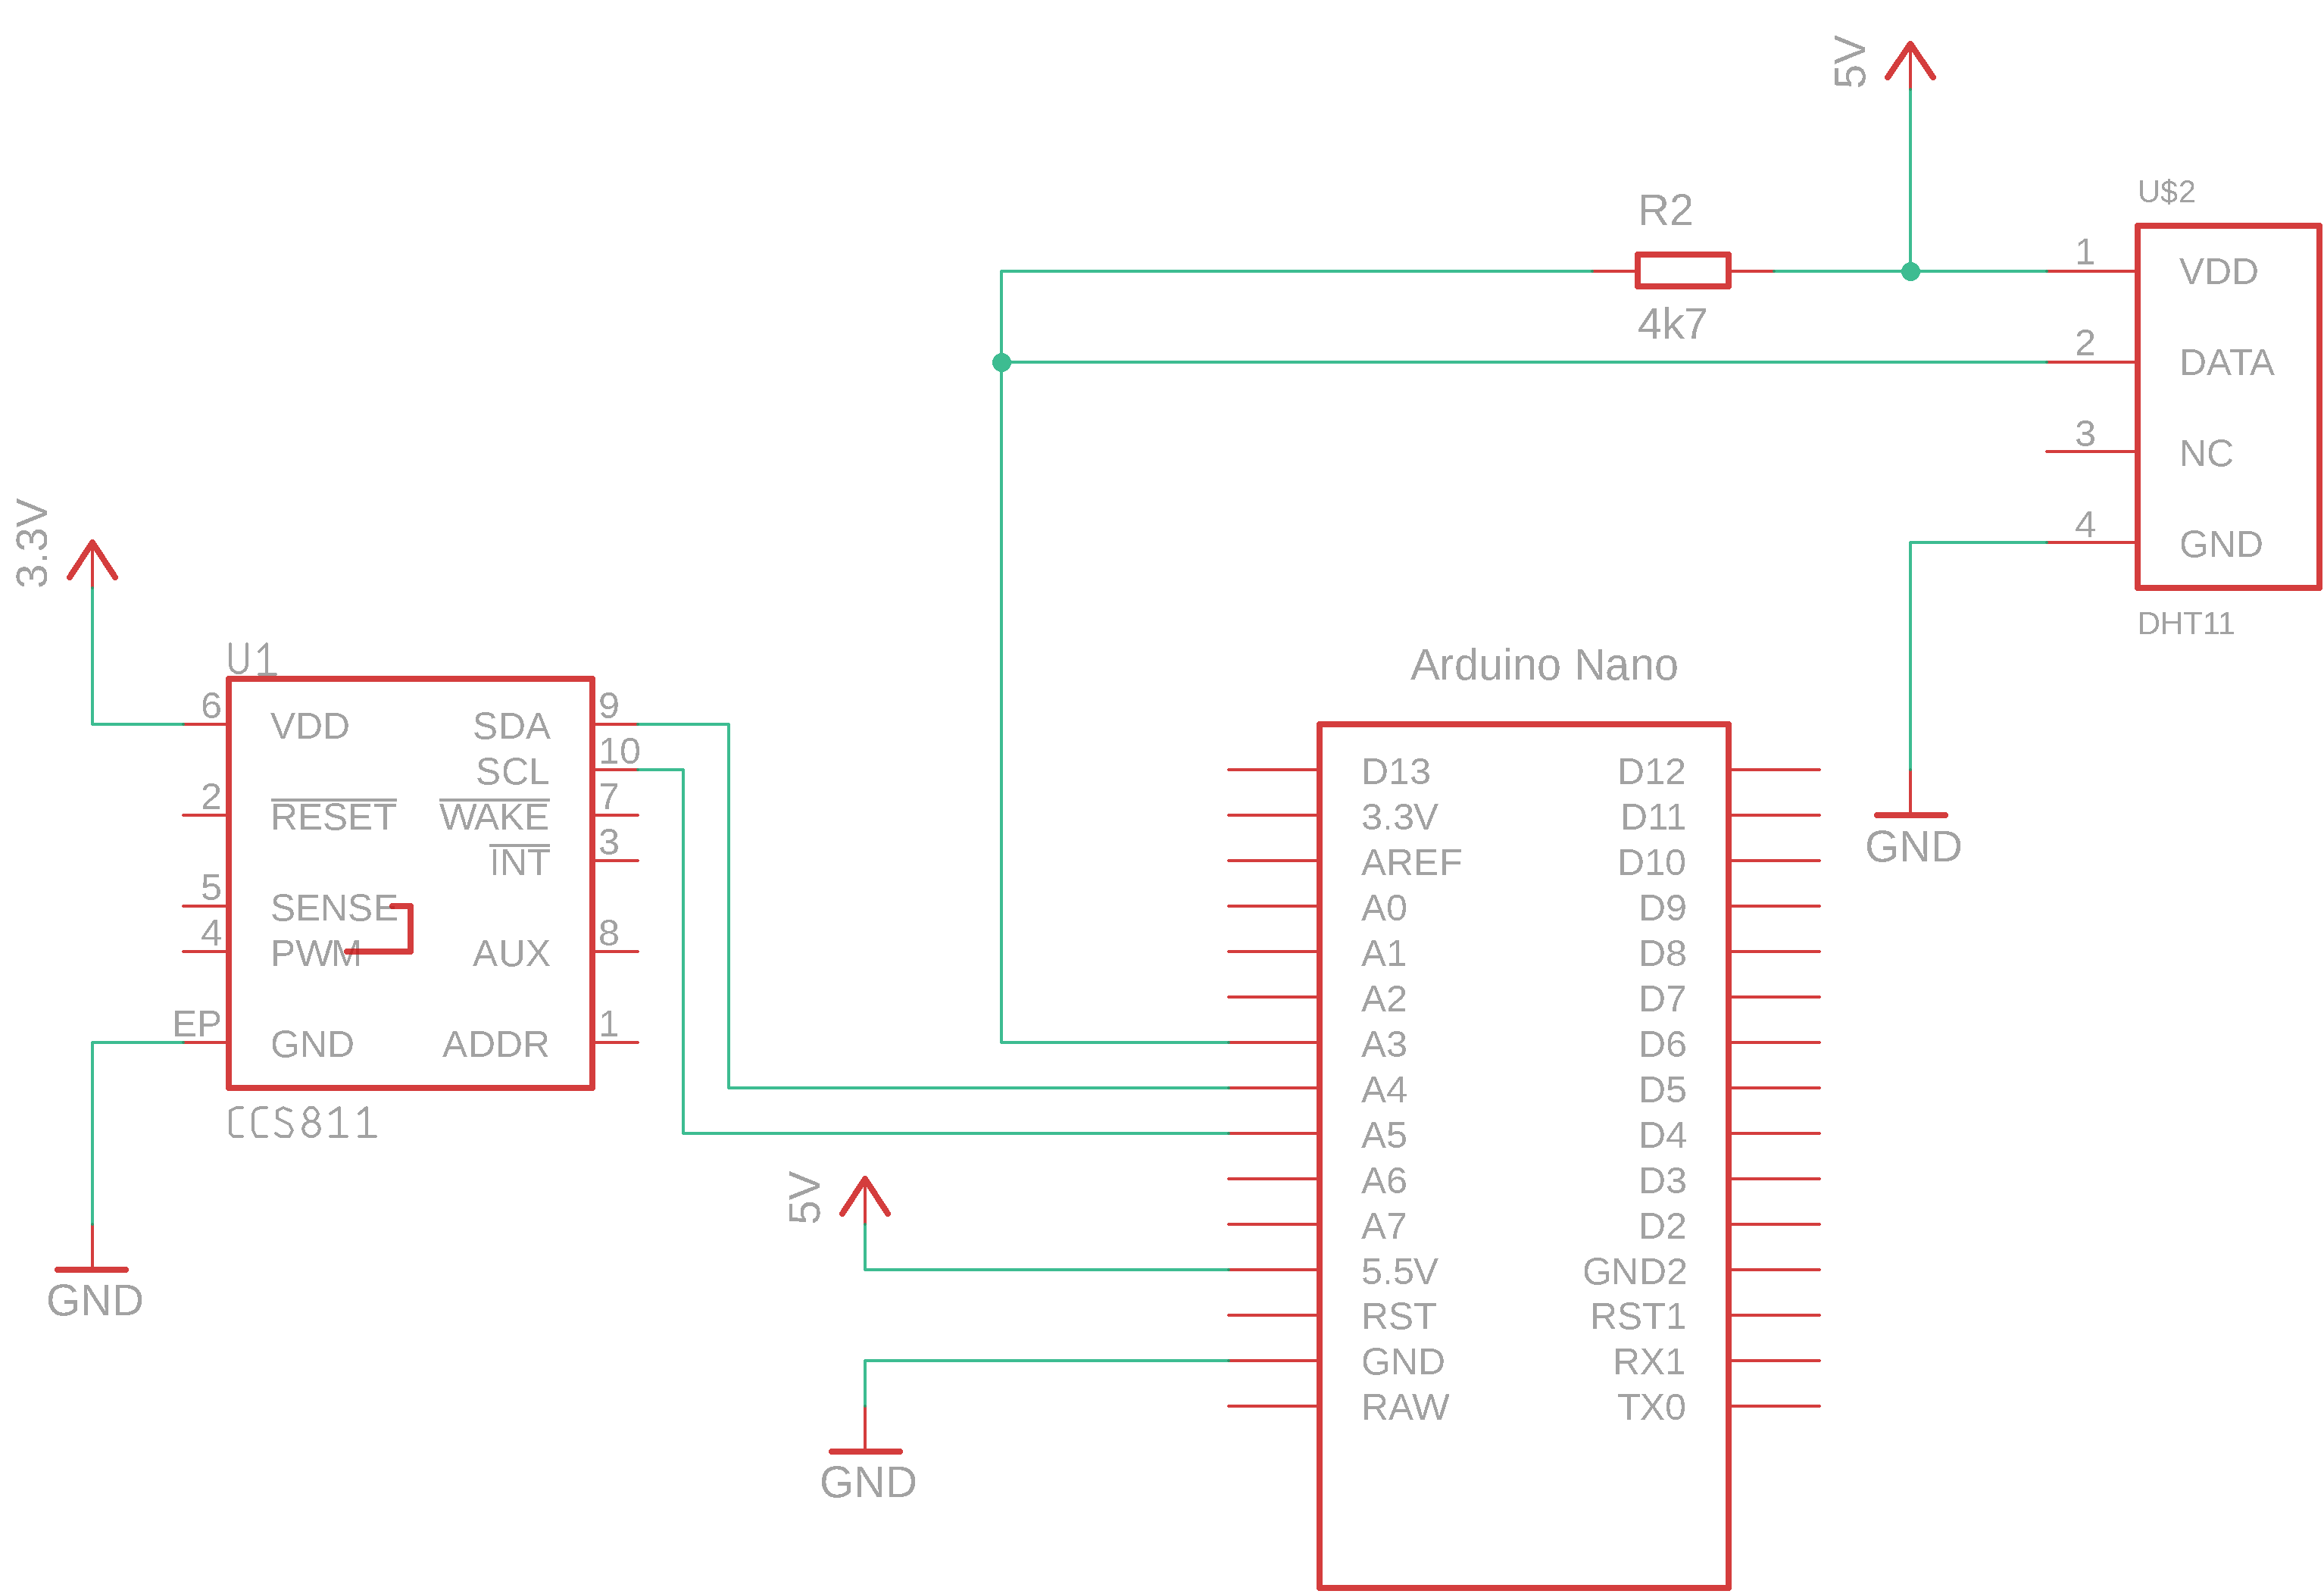 5V
U$2
R2
4k7
1 VDD
2 DATA
3 NC
4 GND
DHT11
GND
3.3V
U1
6 VDD SDA 9
SCL 10
2 RESET WAKE 7
INT 3
5 SENSE
4 PWM AUX 8
EP GND ADDR 1
CCS811
GND
Arduino Nano
D13 D12
3.3V D11
AREF D10
A0 D9
A1 D8
A2 D7
A3 D6
A4 D5
A5 D4
A6 D3
A7 D2
5.5V GND2
RST RST1
GND RX1
RAW TX0
5V
GND